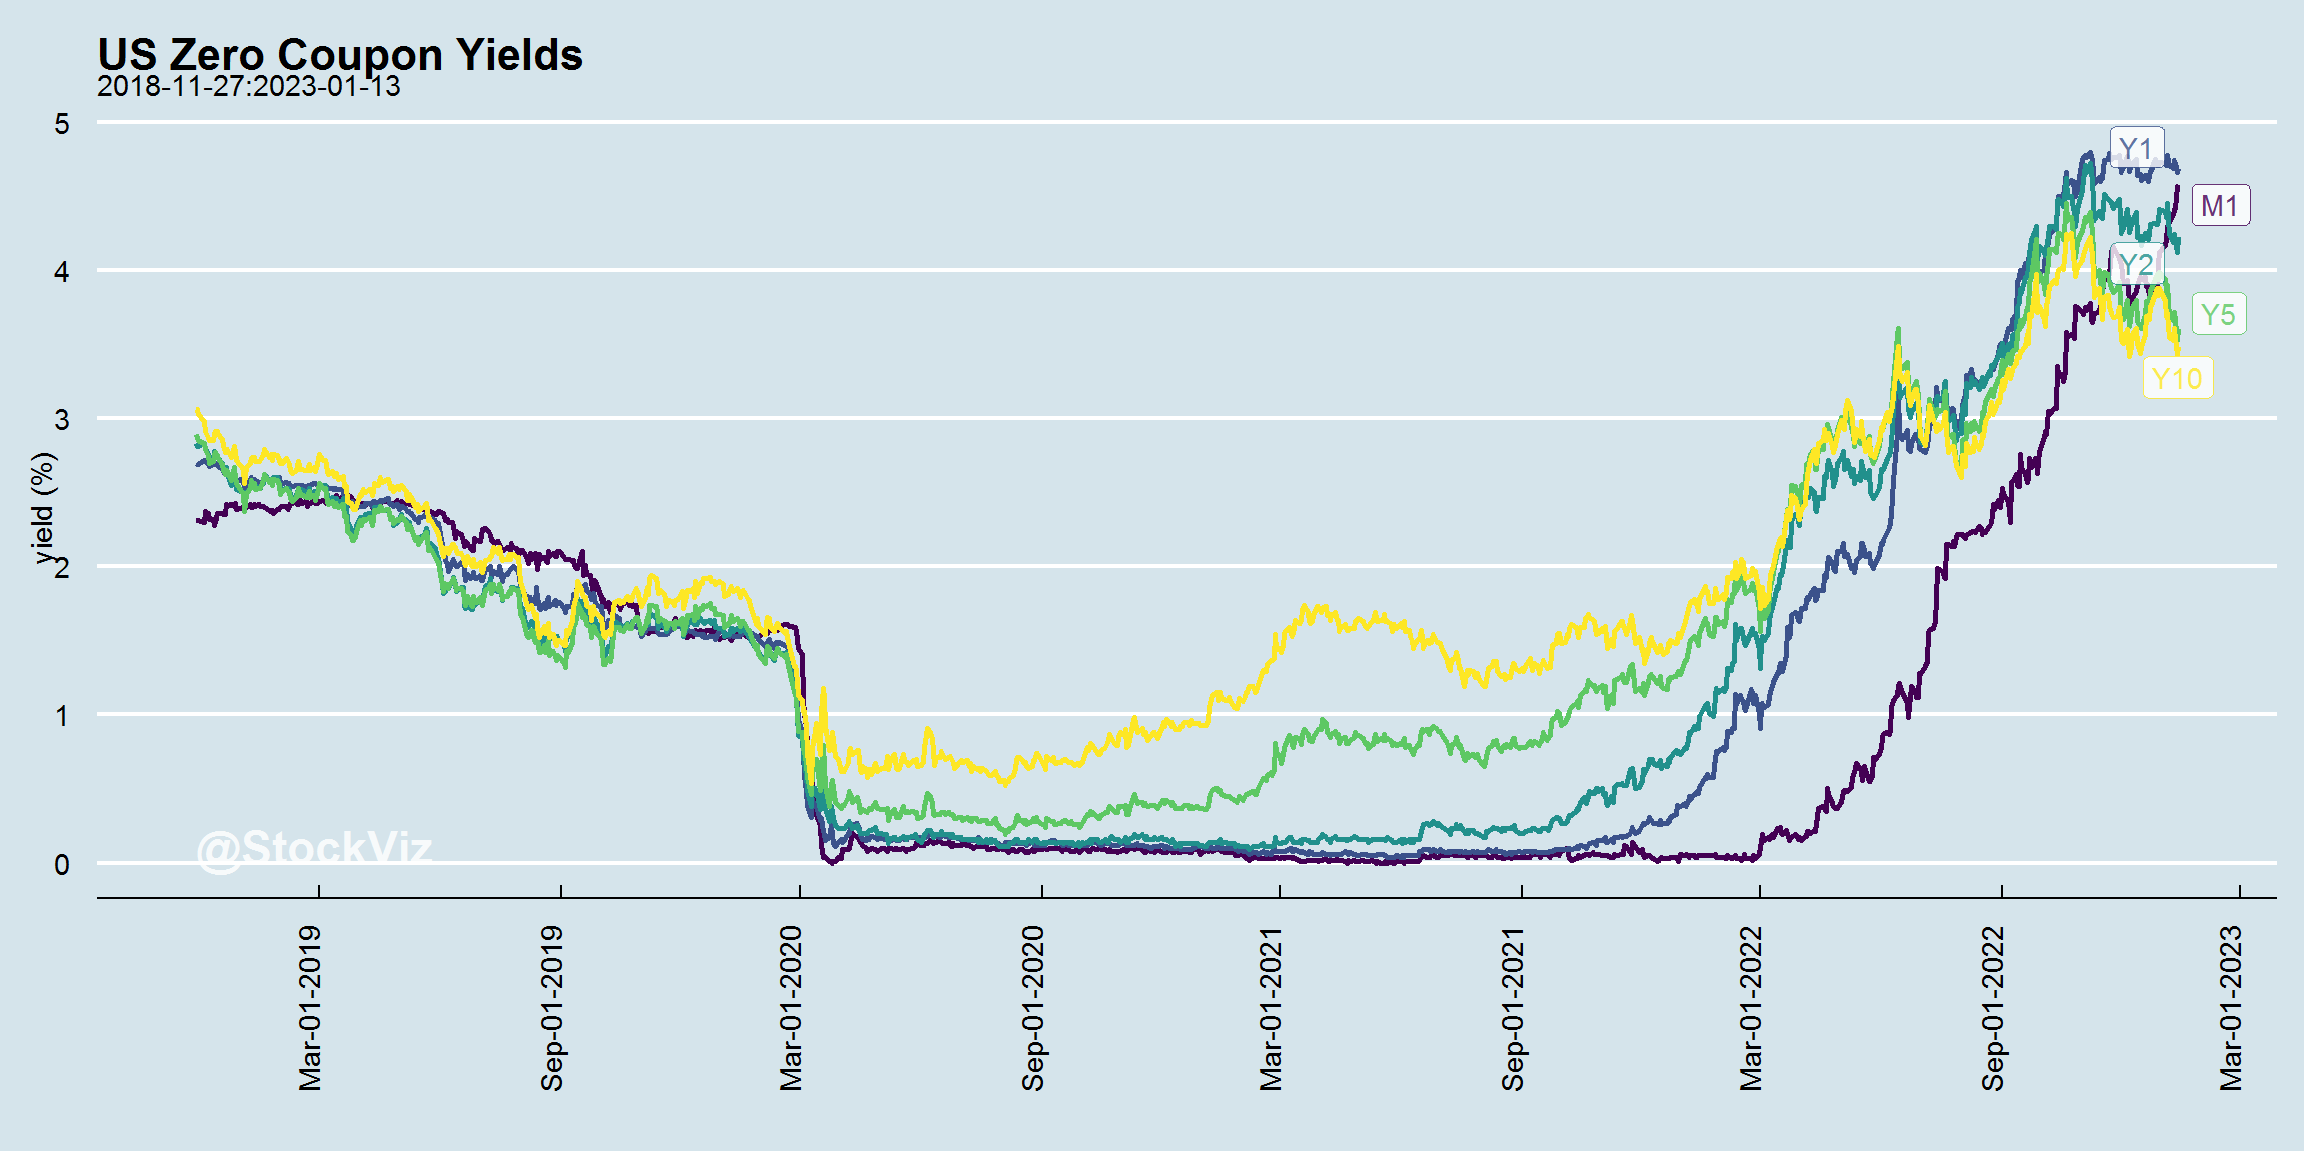 US Zero Coupon Yields
2018-11-27:2023-01-13
yield (%)
5
4
3
2
1
0
Y1
M1
Y2
Y5
Y10
@StockViz
Mar-01-2019
Sep-01-2019
Mar-01-2020
Sep-01-2020
Mar-01-2021
Sep-01-2021
Mar-01-2022
Sep-01-2022
Mar-01-2023